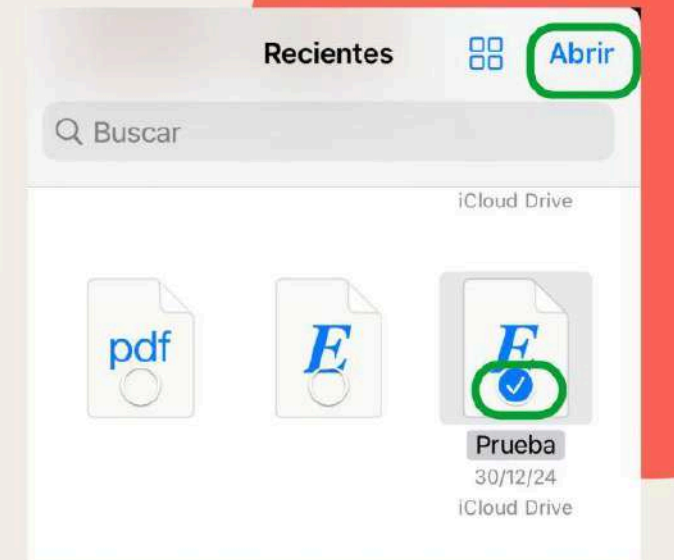 Recientes
Abrir
Buscar
iCloud Drive
pdf
E
E
Prueba
30/12/24
iCloud Drive